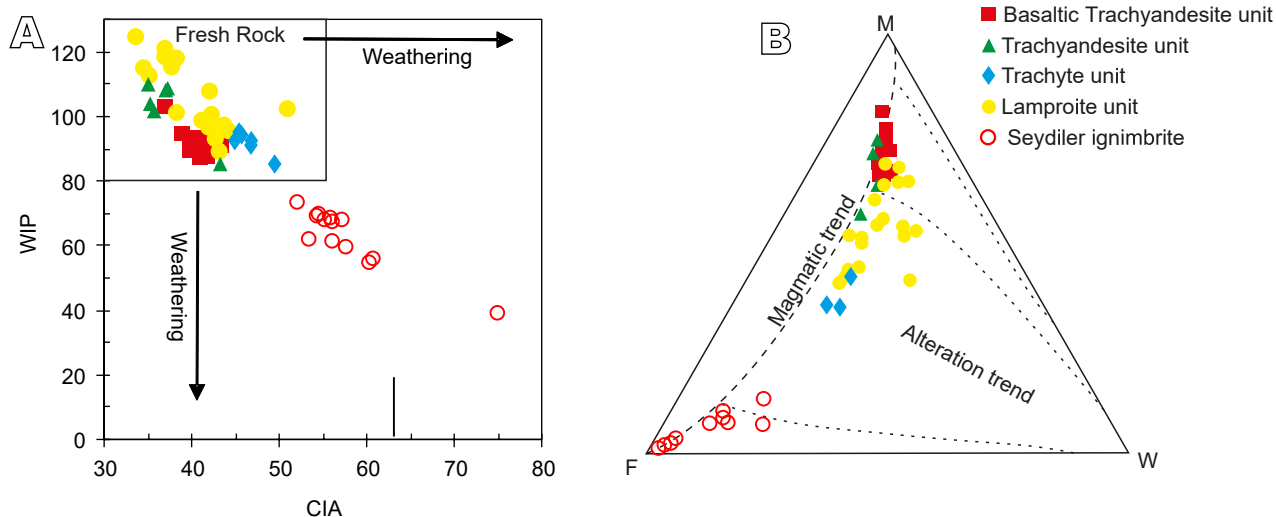 A
Fresh Rock
Weathering
Weathering
WIP
120
100
80
60
40
20
0
30 40 50 60 70 80
CIA
B
M
Magmatic trend
Alteration trend
F
W
Basaltic Trachyandesite unit
Trachyandesite unit
Trachyte unit
Lamproite unit
Seydiler ignimbrite